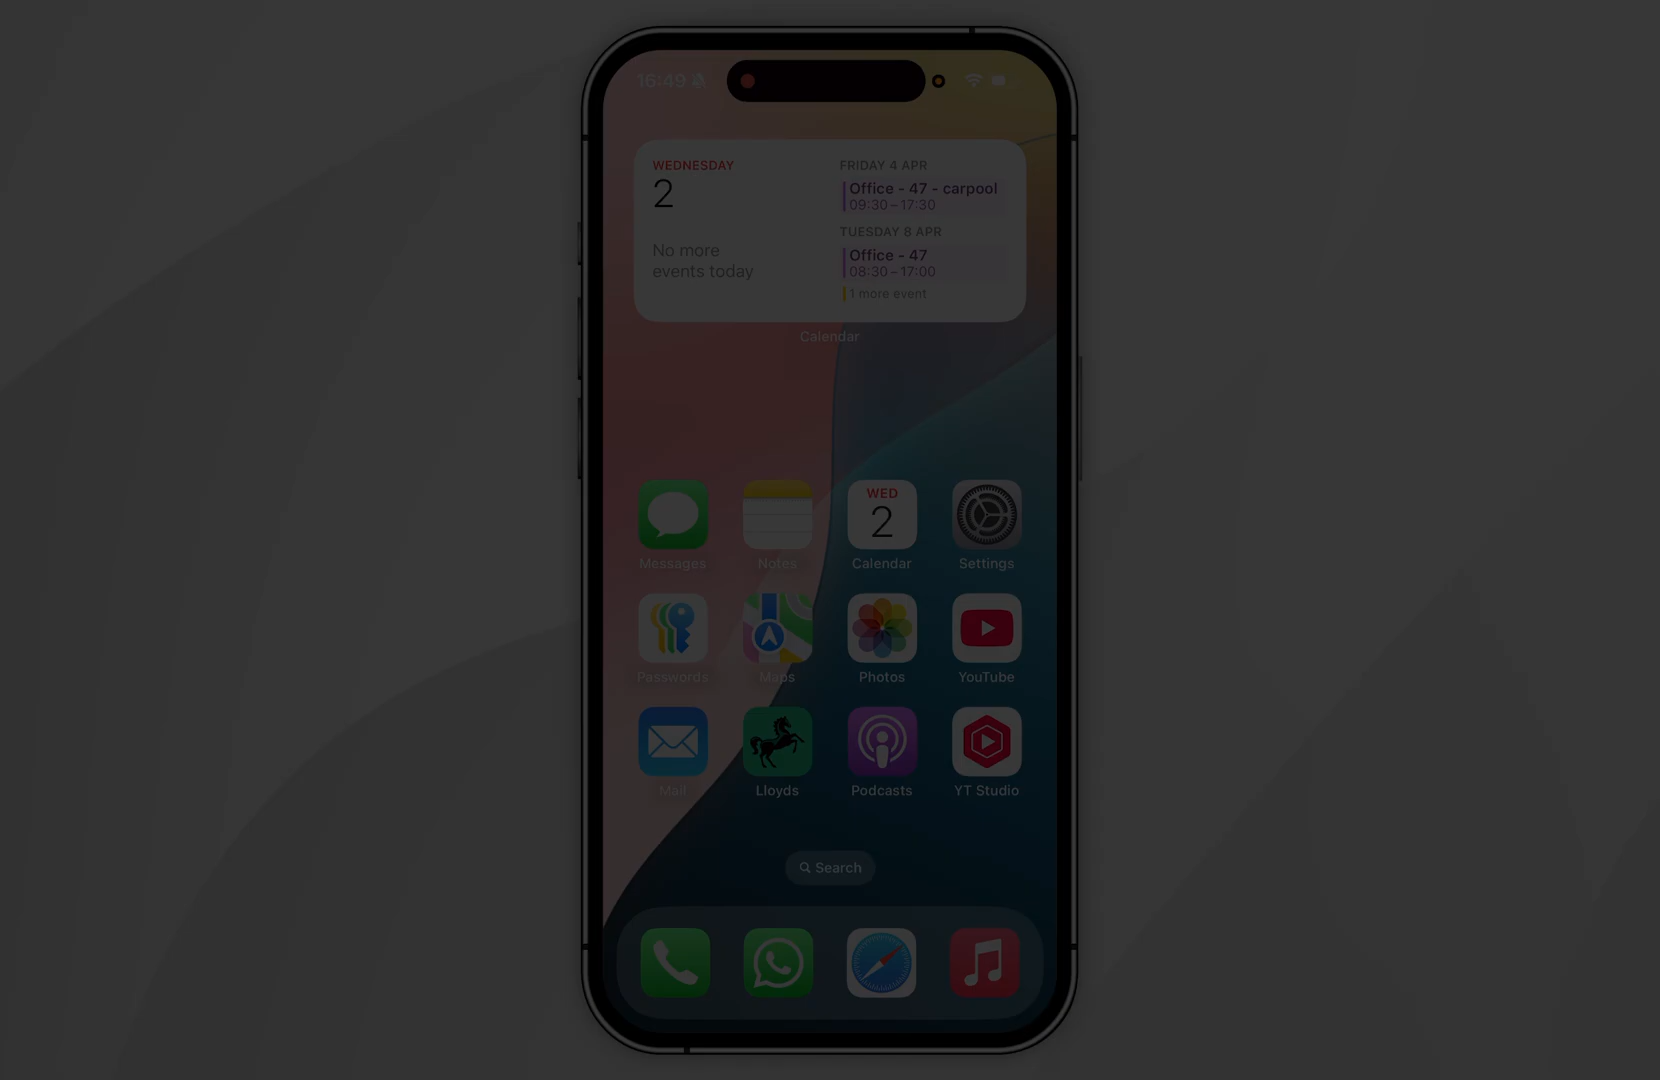 16:49
WEDNESDAY
2
No more
events today
FRIDAY 4 APR
Office - 47 - carpool
09:30 – 17:30
TUESDAY 8 APR
Office - 47
08:30 – 17:00
1 more event
Calendar
Messages
Notes
WED
2
Calendar
Settings
Passwords
Maps
Photos
YouTube
Mail
Lloyds
Podcasts
YT Studio
Search